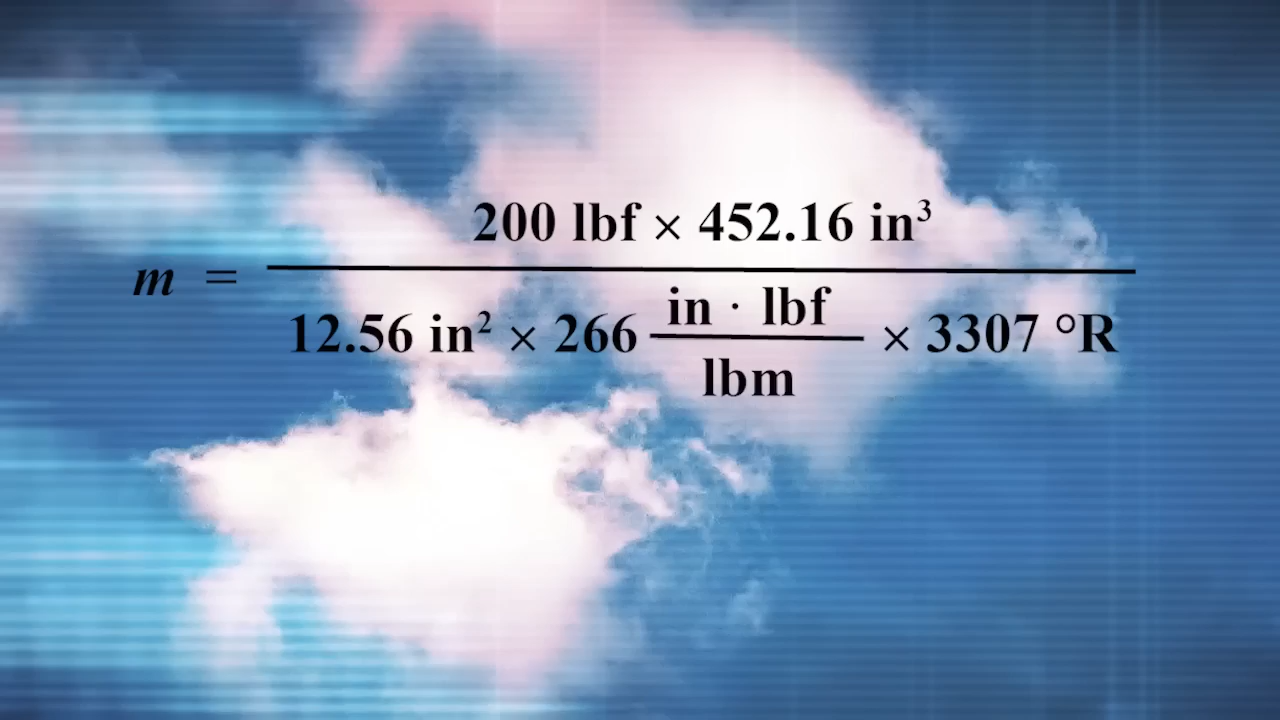 200 lbf × 452.16 in³
m =
12.56 in² × 266 in · lbf / lbm × 3307 °R